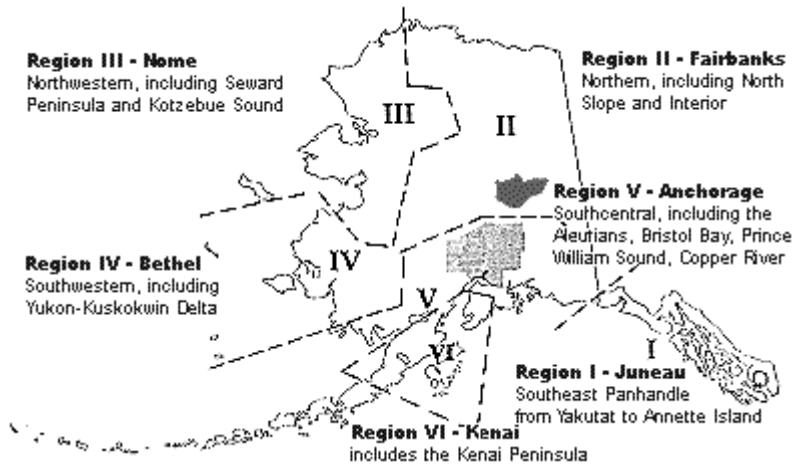 Region III - Nome
Northwestern, including Seward
Peninsula and Kotzebue Sound
Region II - Fairbanks
Northern, including North
Slope and Interior
III
II
Region V - Anchorage
Southcentral, including the
Aleutians, Bristol Bay, Prince
William Sound, Copper River
Region IV - Bethel
Southwestern, including
Yukon-Kuskokwin Delta
IV
V
VI
I
Region I - Juneau
Southeast Panhandle
from Yakutat to Annette Island
Region VI - Kenai
includes the Kenai Peninsula